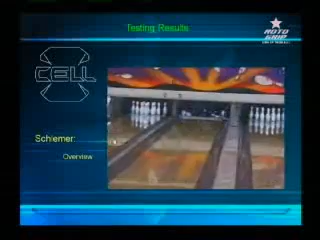 Testing Results
ROTO
GRIP
CELL
Schiemer:
Overview